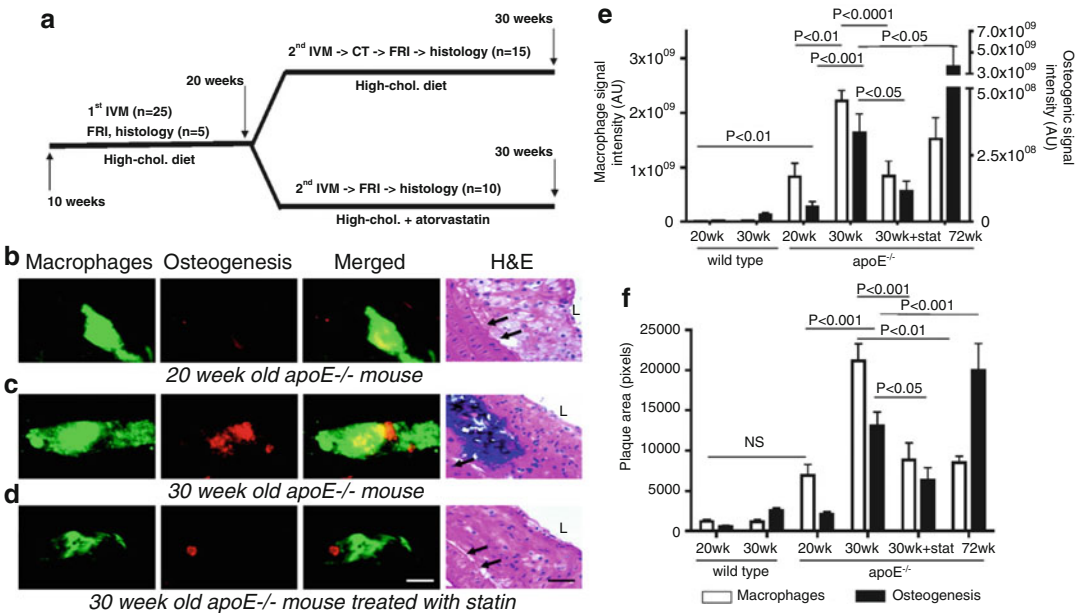 a
30 weeks
2nd IVM -> CT -> FRI -> histology (n=15)
20 weeks
High-chol. diet
1st IVM (n=25)
FRI, histology (n=5)
High-chol. diet
30 weeks
10 weeks
2nd IVM -> FRI -> histology (n=10)
High-chol. + atorvastatin
b
Macrophages Osteogenesis Merged H&E
L
20 week old apoE-/- mouse
c
L
30 week old apoE-/- mouse
d
L
30 week old apoE-/- mouse treated with statin
e
P<0.0001
P<0.01 P<0.05
P<0.001
P<0.05
P<0.01
Macrophage signal intensity (AU)
3x10^09
2x10^09
1x10^09
0
7.0x10^09
5.0x10^09
3.0x10^09
5.0x10^08
2.5x10^08
0
Osteogenic signal intensity (AU)
20wk 30wk 20wk 30wk 30wk+stat 72wk
wild type apoE-/-
f
P<0.001
P<0.001
P<0.001
P<0.01
P<0.05
NS
Plaque area (pixels)
25000
20000
15000
10000
5000
0
20wk 30wk 20wk 30wk 30wk+stat 72wk
wild type apoE-/-
Macrophages Osteogenesis